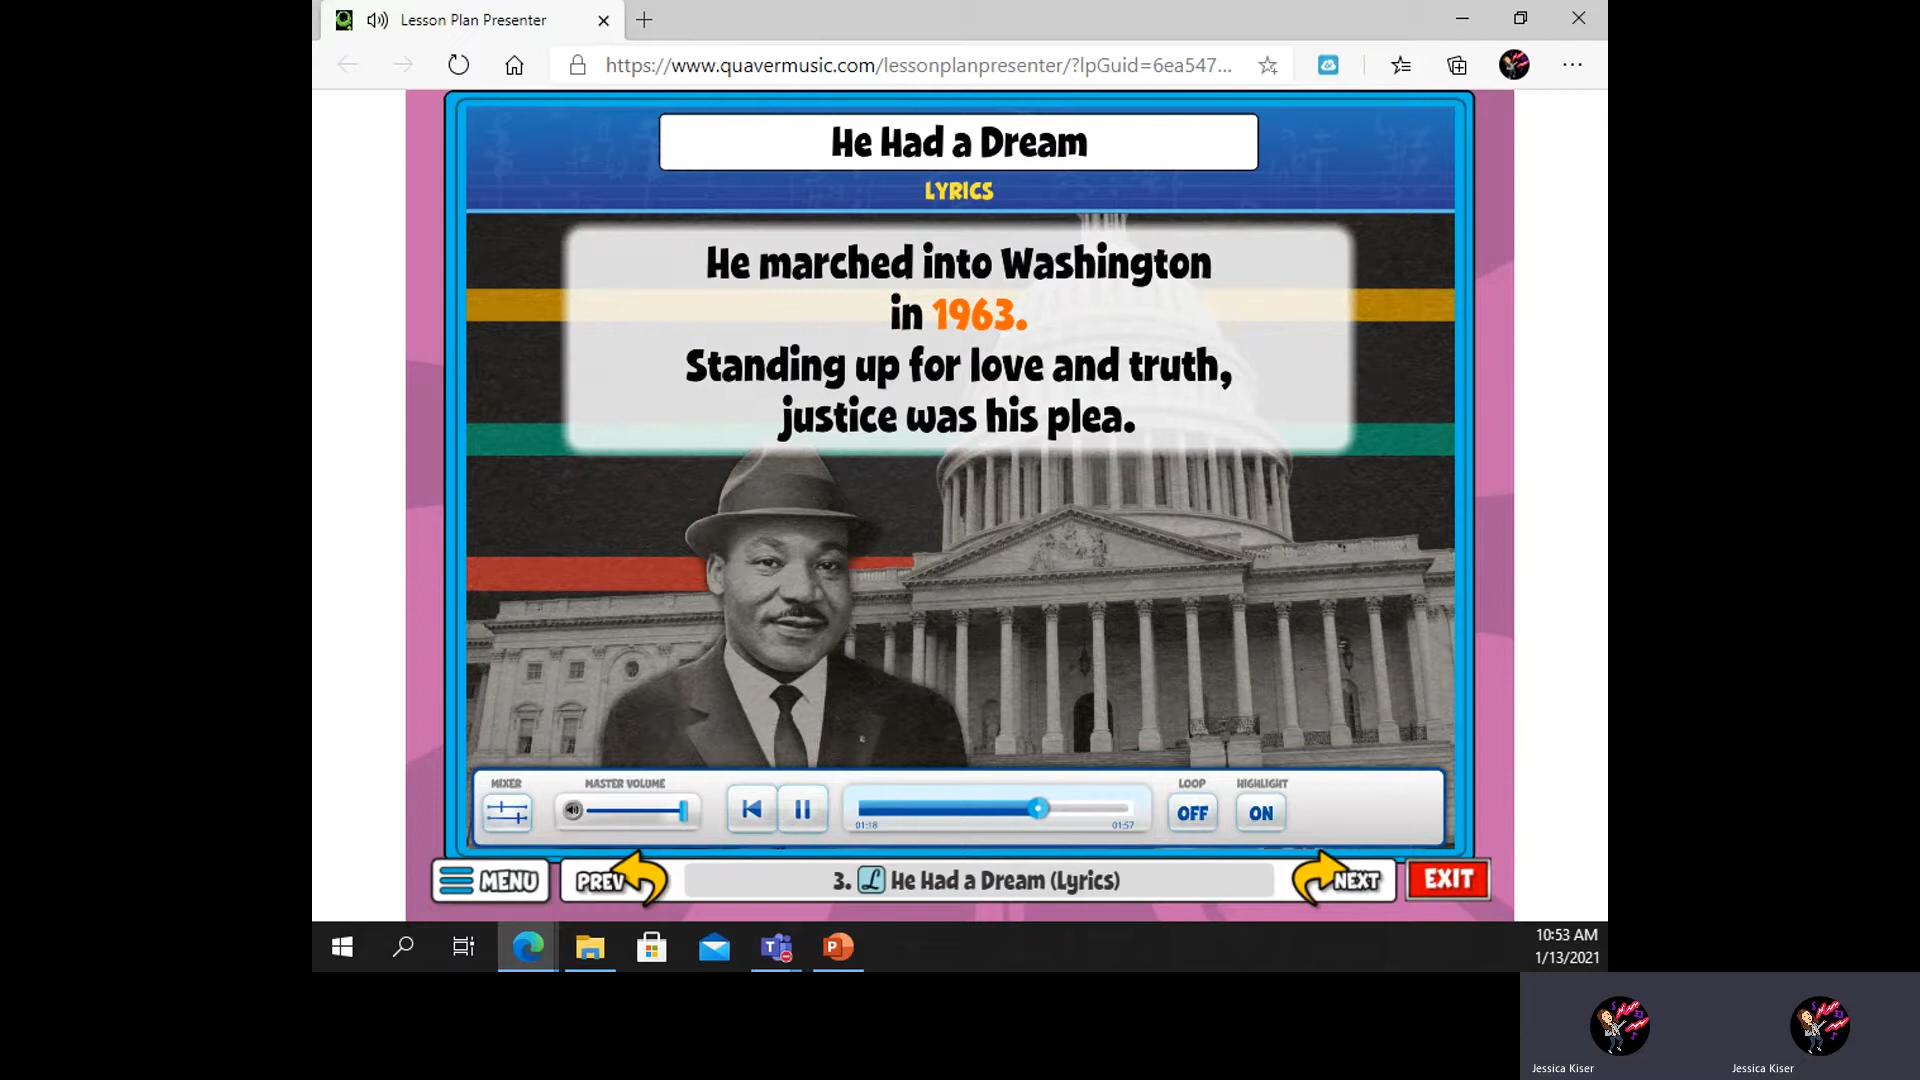 Lesson Plan Presenter
https://www.quavermusic.com/lessonplanpresenter/?lpGuid=6ea547...
He Had a Dream
LYRICS
He marched into Washington
in 1963.
Standing up for love and truth,
justice was his plea.
MIXER
MASTER VOLUME
LOOP
HIGHLIGHT
OFF
ON
01:18
01:57
MENU
PREV
3. L He Had a Dream (Lyrics)
NEXT
EXIT
10:53 AM
1/13/2021
Jessica Kiser
Jessica Kiser